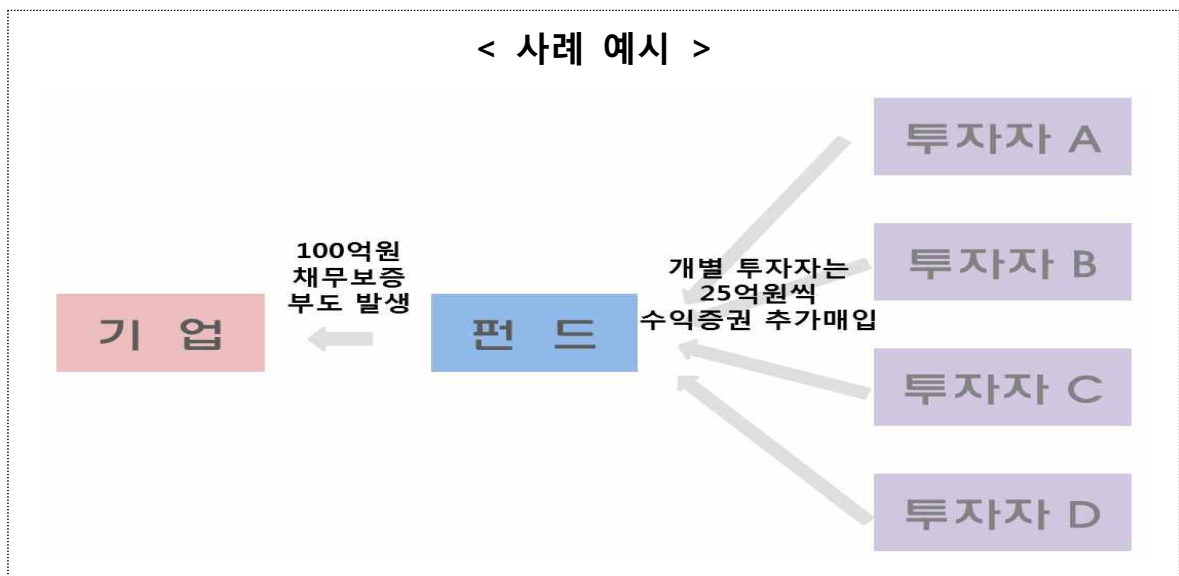 < 사례 예시 >
투자자 A
100억원
채무보증
부도 발생
개별 투자자는
25억원씩
수익증권 추가매입
투자자 B
기 업
펀 드
투자자 C
투자자 D